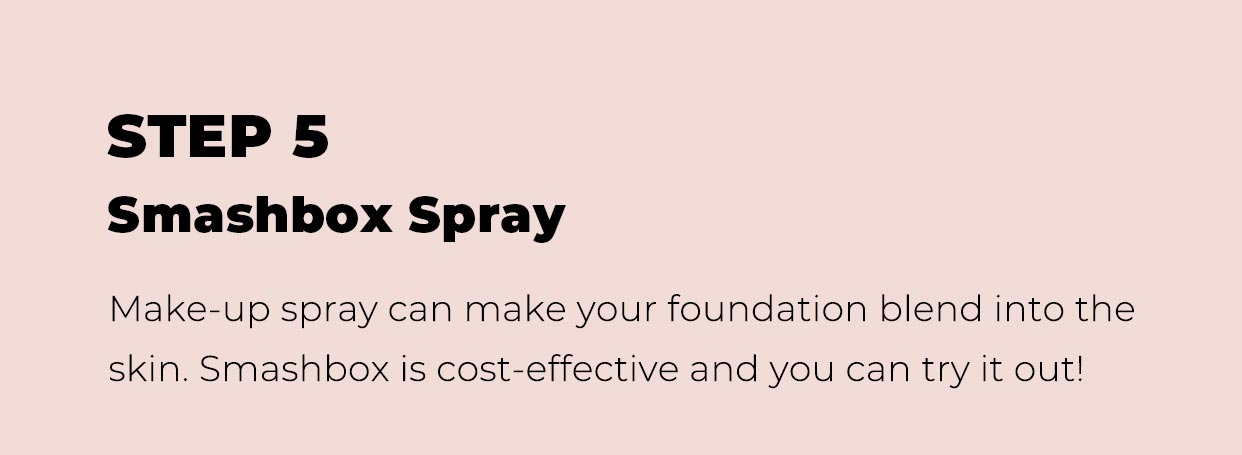 STEP 5
Smashbox Spray
Make-up spray can make your foundation blend into the
skin. Smashbox is cost-effective and you can try it out!